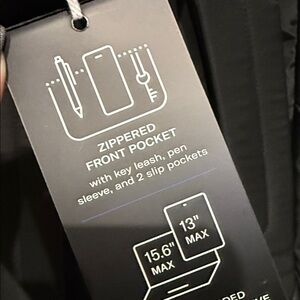 ZIPPERED
FRONT POCKET
with key leash, pen
sleeve, and 2 slip pockets
13"
MAX
15.6"
MAX